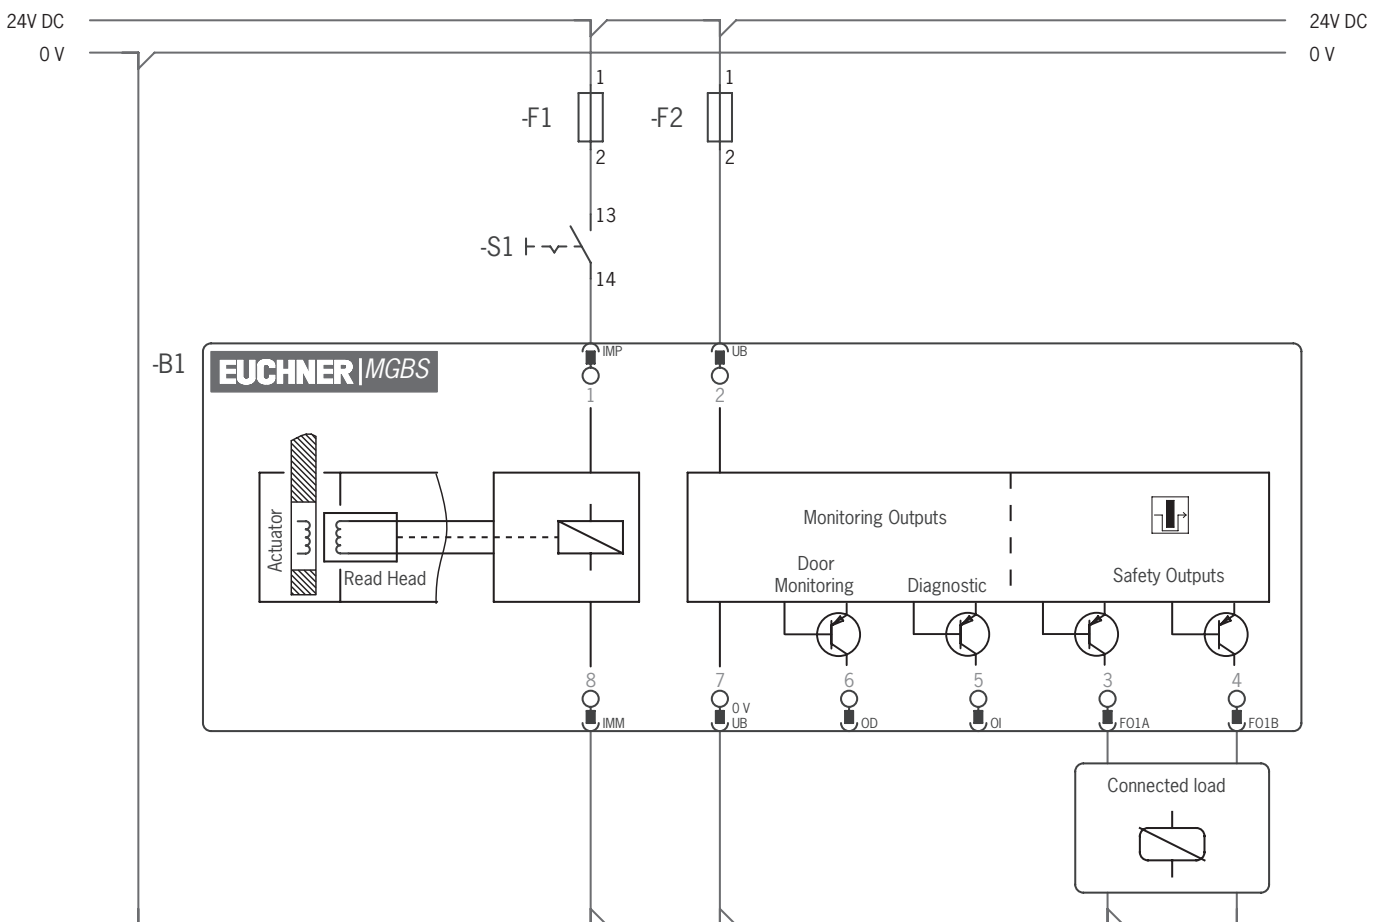 24V DC 24V DC
0 V 0 V
1 1
-F1 -F2
2 2
13
-S1
14
-B1 EUCHNER|MGBS IMP UB
1 2
Actuator
Read Head
Monitoring Outputs
Door
Monitoring
Diagnostic
Safety Outputs
8 7 6 5 3 4
0 V
IMM UB OD OI FO1A FO1B
Connected load